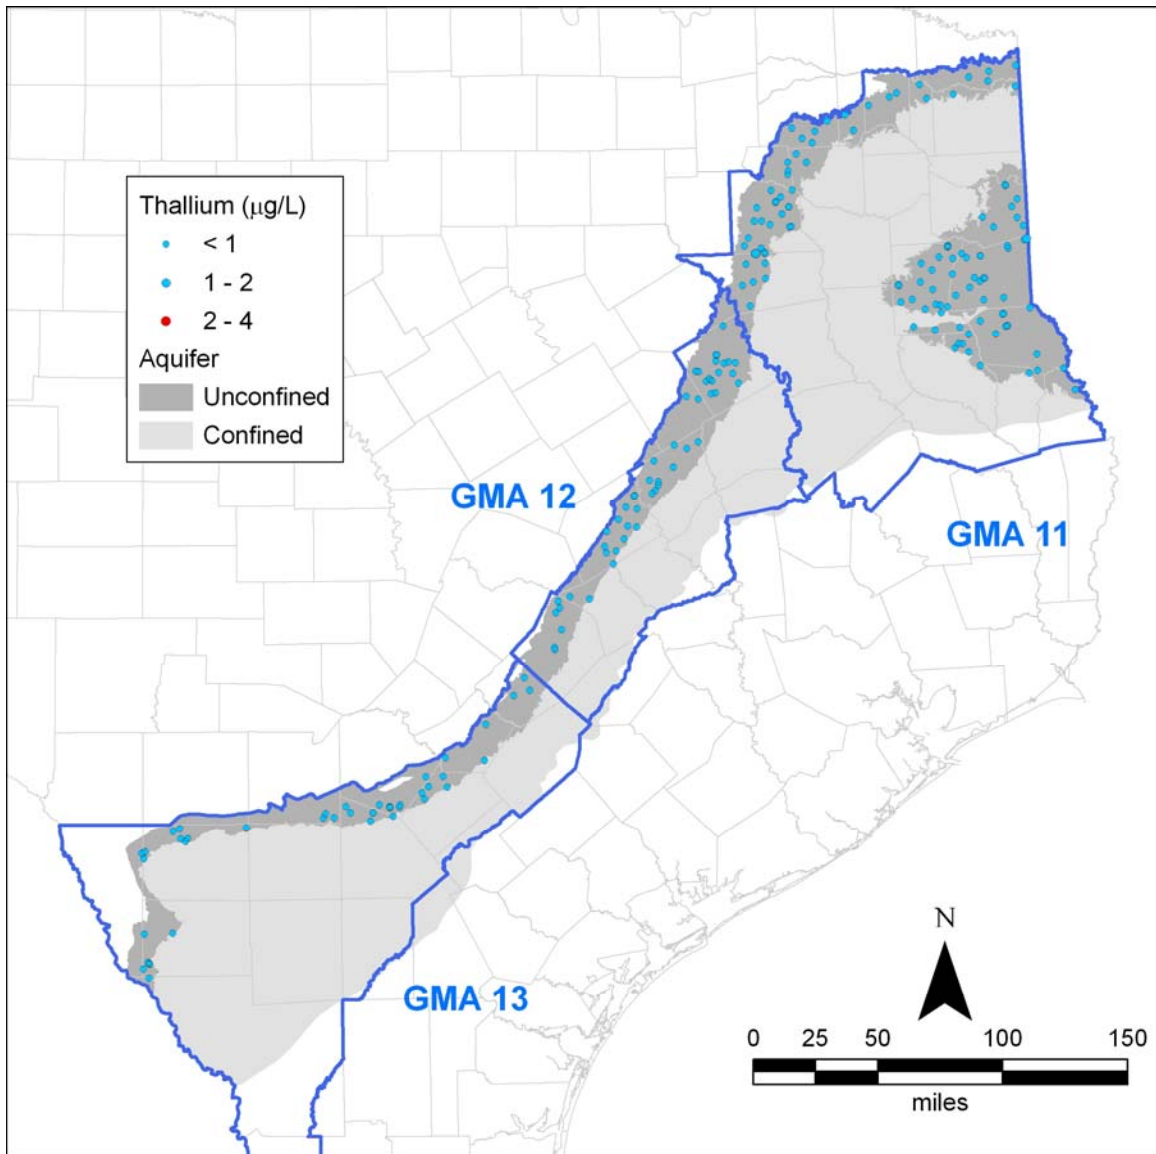 Thallium (µg/L)
< 1
1 - 2
2 - 4
Aquifer
Unconfined
Confined
GMA 12
GMA 11
GMA 13
N
0 25 50 100 150
miles